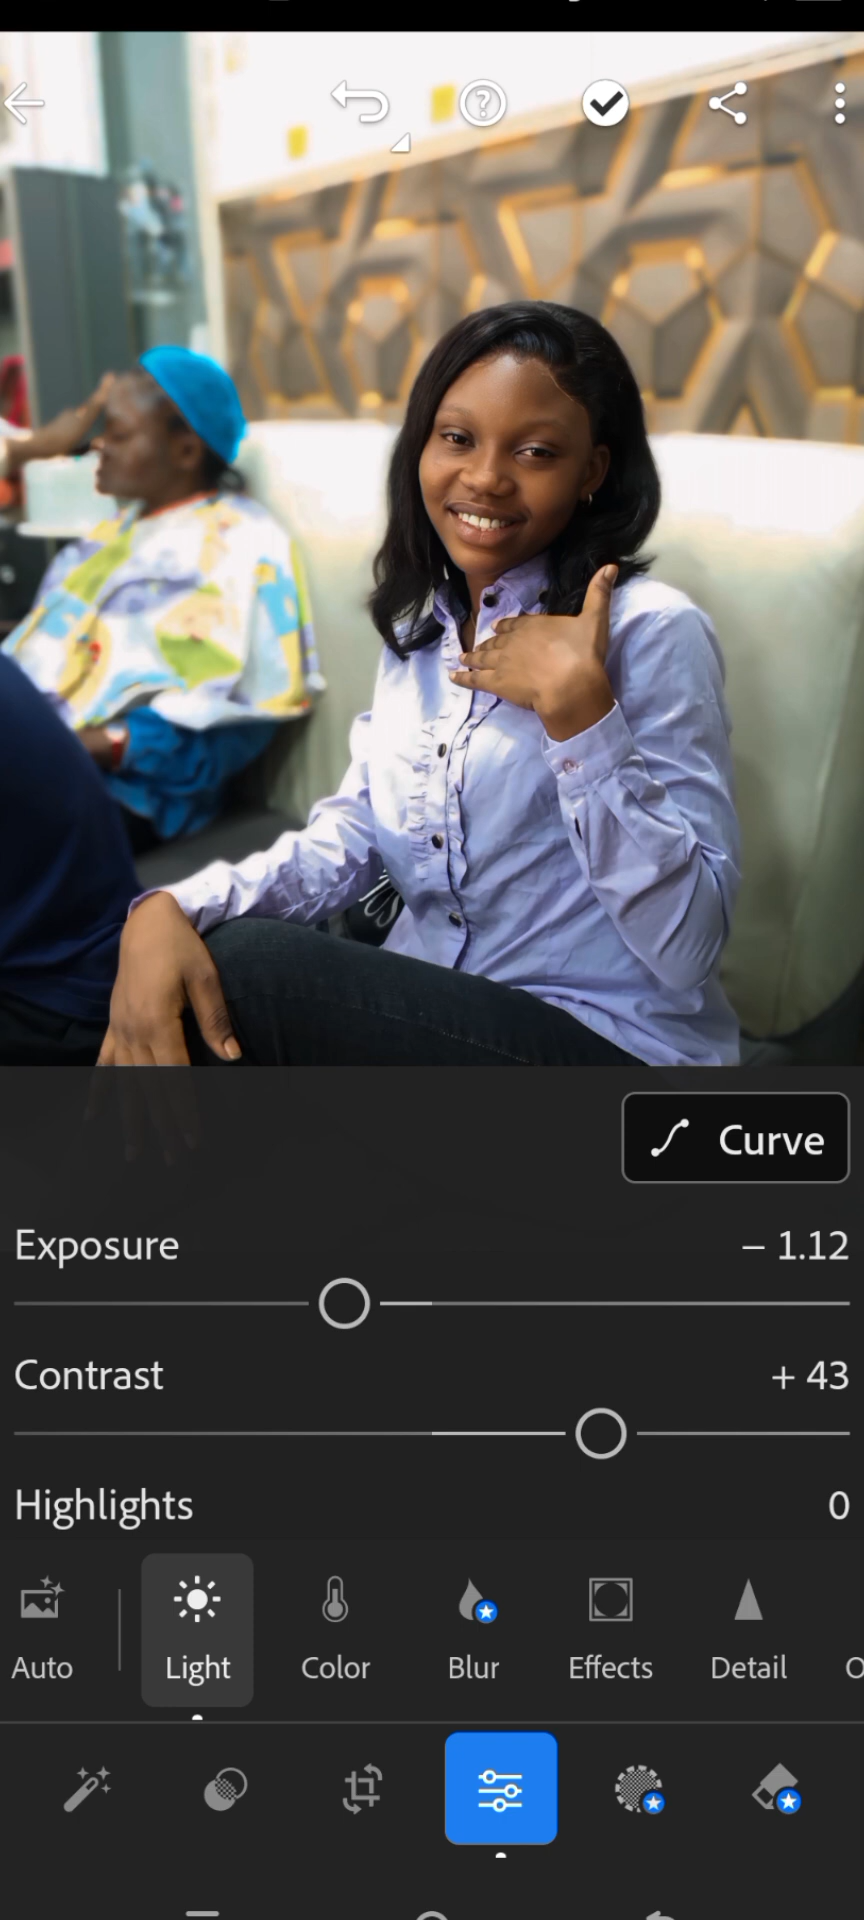 Curve
Exposure − 1.12
Contrast + 43
Highlights 0
Auto Light Color Blur Effects Detail